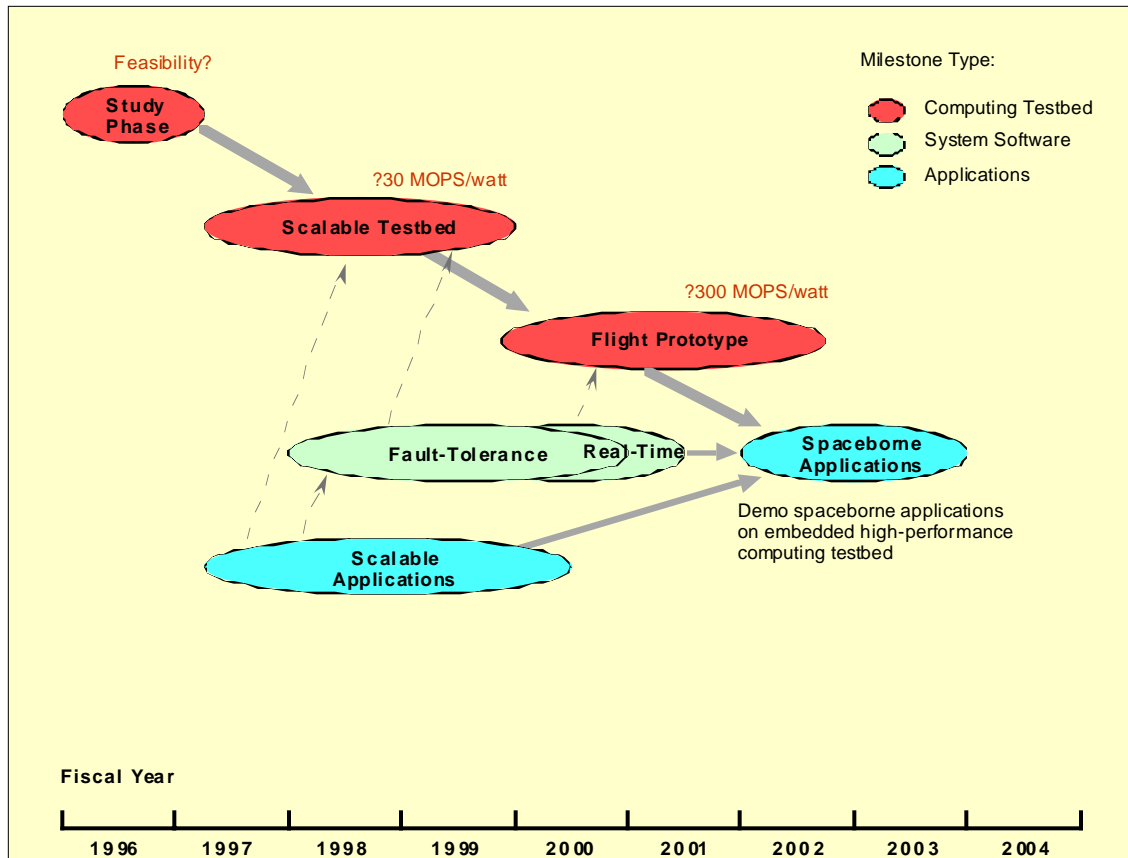 Feasibility?
Study
Phase
Milestone Type:
Computing Testbed
System Software
Applications
?30 MOPS/watt
Scalable Testbed
?300 MOPS/watt
Flight Prototype
Fault-Tolerance
Real-Time
Spaceborne
Applications
Demo spaceborne applications
on embedded high-performance
computing testbed
Scalable
Applications
Fiscal Year
1996 1997 1998 1999 2000 2001 2002 2003 2004